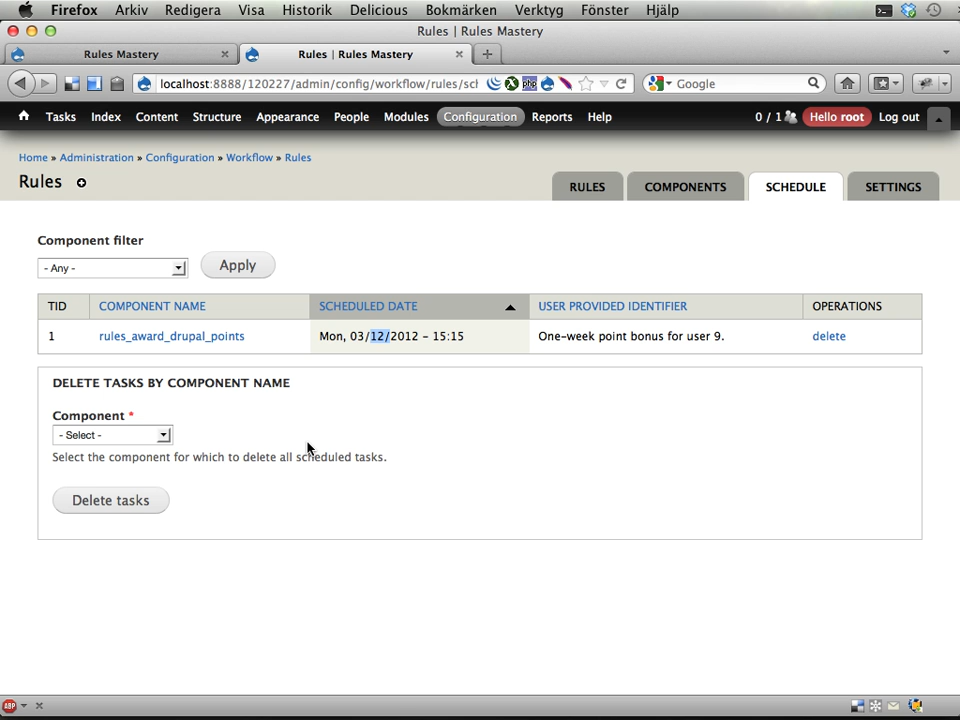 Firefox Arkiv Redigera Visa Historik Delicious Bokmärken Verktyg Fönster Hjälp
Rules | Rules Mastery
Rules Mastery Rules | Rules Mastery
localhost:8888/120227/admin/config/workflow/rules/scl php Google
Tasks Index Content Structure Appearance People Modules Configuration Reports Help 0 / 1 Hello root Log out
Home » Administration » Configuration » Workflow » Rules
Rules
RULES COMPONENTS SCHEDULE SETTINGS
Component filter
- Any - Apply
TID COMPONENT NAME SCHEDULED DATE USER PROVIDED IDENTIFIER OPERATIONS
1 rules_award_drupal_points Mon, 03/12/2012 - 15:15 One-week point bonus for user 9. delete
DELETE TASKS BY COMPONENT NAME
Component *
- Select -
Select the component for which to delete all scheduled tasks.
Delete tasks
ABP